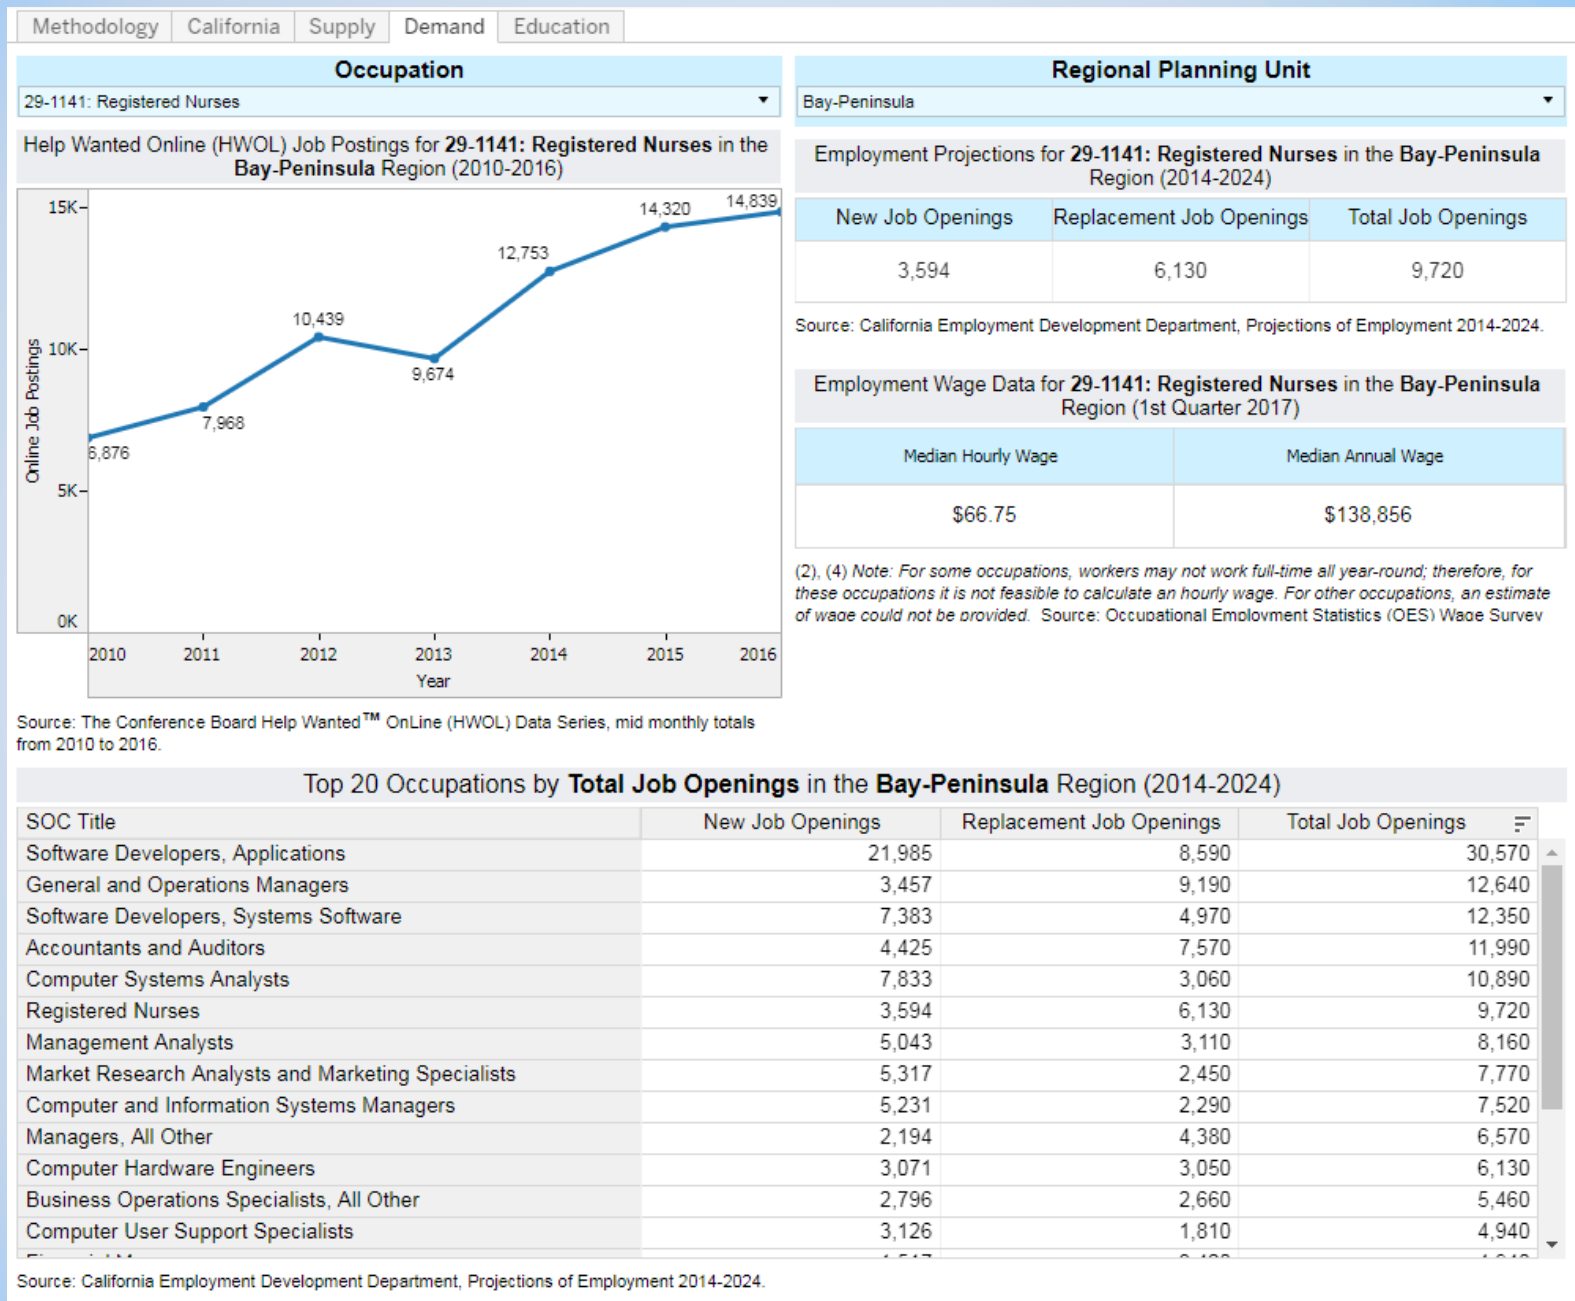 Methodology California Supply Demand Education
Occupation
29-1141: Registered Nurses
Help Wanted Online (HWOL) Job Postings for 29-1141: Registered Nurses in the
Bay-Peninsula Region (2010-2016)
15K
10K
5K
0K
Online Job Postings
6,876
7,968
10,439
9,674
12,753
14,320
14,839
2010 2011 2012 2013 2014 2015 2016
Year
Source: The Conference Board Help Wanted™ OnLine (HWOL) Data Series, mid monthly totals
from 2010 to 2016.
Regional Planning Unit
Bay-Peninsula
Employment Projections for 29-1141: Registered Nurses in the Bay-Peninsula
Region (2014-2024)
New Job Openings Replacement Job Openings Total Job Openings
3,594 6,130 9,720
Source: California Employment Development Department, Projections of Employment 2014-2024.
Employment Wage Data for 29-1141: Registered Nurses in the Bay-Peninsula
Region (1st Quarter 2017)
Median Hourly Wage Median Annual Wage
$66.75 $138,856
(2), (4) Note: For some occupations, workers may not work full-time all year-round; therefore, for
these occupations it is not feasible to calculate an hourly wage. For other occupations, an estimate
of wage could not be provided. Source: Occupational Employment Statistics (OES) Wage Survey
Top 20 Occupations by Total Job Openings in the Bay-Peninsula Region (2014-2024)
SOC Title New Job Openings Replacement Job Openings Total Job Openings
Software Developers, Applications 21,985 8,590 30,570
General and Operations Managers 3,457 9,190 12,640
Software Developers, Systems Software 7,383 4,970 12,350
Accountants and Auditors 4,425 7,570 11,990
Computer Systems Analysts 7,833 3,060 10,890
Registered Nurses 3,594 6,130 9,720
Management Analysts 5,043 3,110 8,160
Market Research Analysts and Marketing Specialists 5,317 2,450 7,770
Computer and Information Systems Managers 5,231 2,290 7,520
Managers, All Other 2,194 4,380 6,570
Computer Hardware Engineers 3,071 3,050 6,130
Business Operations Specialists, All Other 2,796 2,660 5,460
Computer User Support Specialists 3,126 1,810 4,940
Source: California Employment Development Department, Projections of Employment 2014-2024.